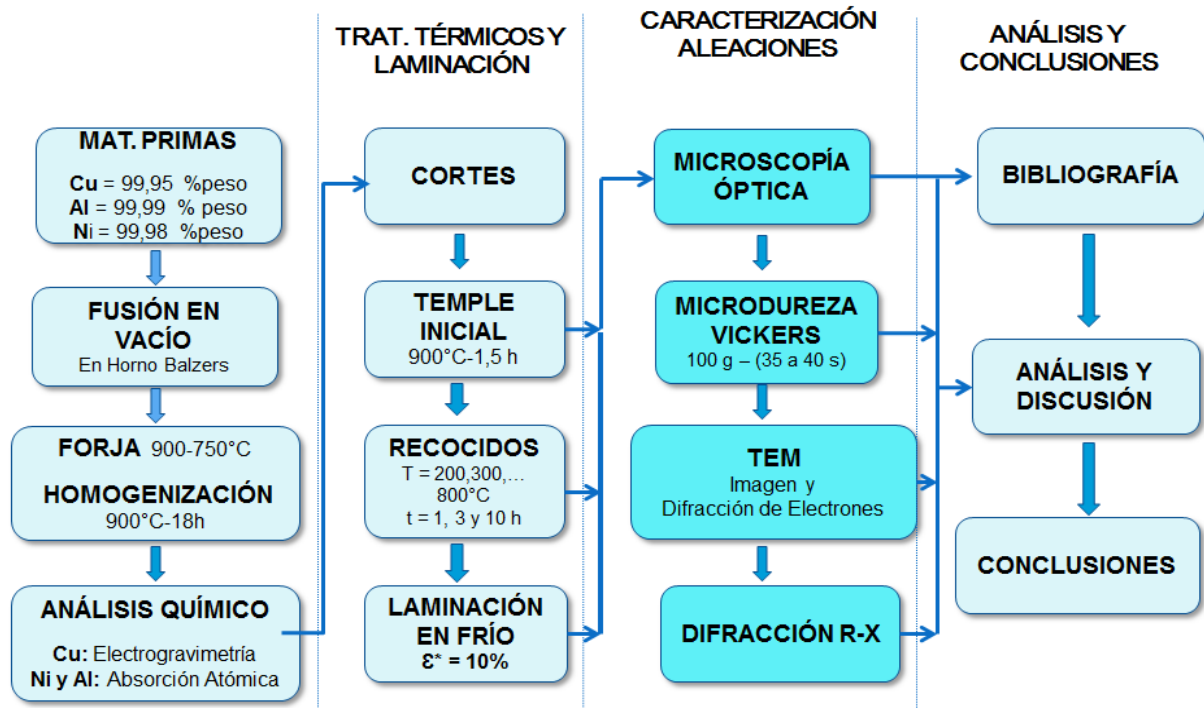 MAT. PRIMAS
Cu = 99,95 %peso
Al = 99,99 % peso
Ni = 99,98 %peso
FUSIÓN EN
VACÍO
En Horno Balzers
FORJA 900-750°C
HOMOGENIZACIÓN
900°C-18h
ANÁLISIS QUÍMICO
Cu: Electrogravimetría
Ni y Al: Absorción Atómica
TRAT. TÉRMICOS Y
LAMINACIÓN
CORTES
TEMPLE
INICIAL
900°C-1,5 h
RECOCIDOS
T = 200,300,...
800°C
t = 1, 3 y 10 h
LAMINACIÓN
EN FRÍO
Ɛ* = 10%
CARACTERIZACIÓN
ALEACIONES
MICROSCOPÍA
ÓPTICA
MICRODUREZA
VICKERS
100 g – (35 a 40 s)
TEM
Imagen y
Difracción de Electrones
DIFRACCIÓN R-X
ANÁLISIS Y
CONCLUSIONES
BIBLIOGRAFÍA
ANÁLISIS Y
DISCUSIÓN
CONCLUSIONES